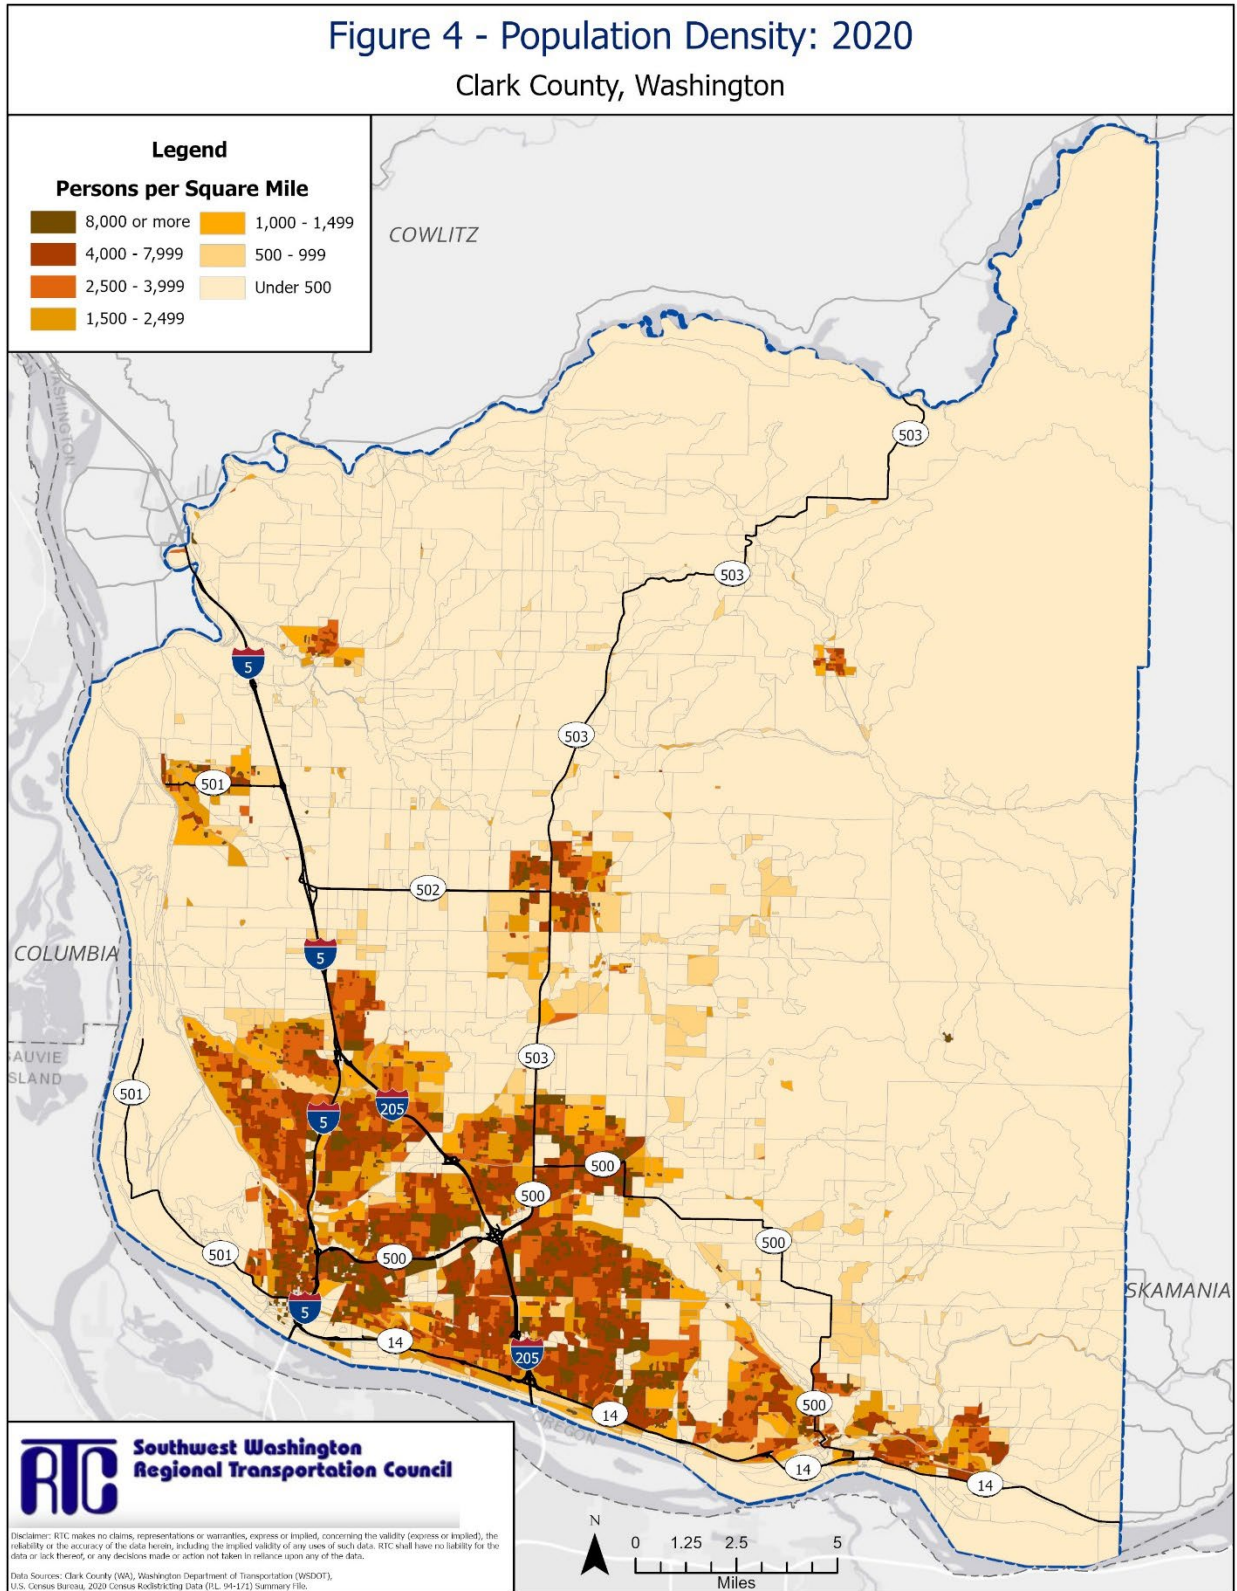 Figure 4 - Population Density: 2020
Clark County, Washington
Legend
Persons per Square Mile
8,000 or more
1,000 - 1,499
4,000 - 7,999
500 - 999
2,500 - 3,999
Under 500
1,500 - 2,499
COWLITZ
WASHINGTON
503
503
5
503
501
502
COLUMBIA
5
SAUVIE
ISLAND
503
501
5
205
500
500
501
500
500
SKAMANIA
5
14
205
500
14
OREGON
14
14
RTC
Southwest Washington
Regional Transportation Council
Disclaimer: RTC makes no claims, representations or warranties, express or implied, concerning the validity (express or implied), the
reliability or the accuracy of the data herein, including the implied validity of any uses of such data. RTC shall have no liability for the
data or lack thereof, or any decisions made or action not taken in reliance upon any of the data.
Data Sources: Clark County (WA), Washington Department of Transportation (WSDOT),
U.S. Census Bureau, 2020 Census Redistricting Data (P.L. 94-171) Summary File.
N
0 1.25 2.5 5
Miles